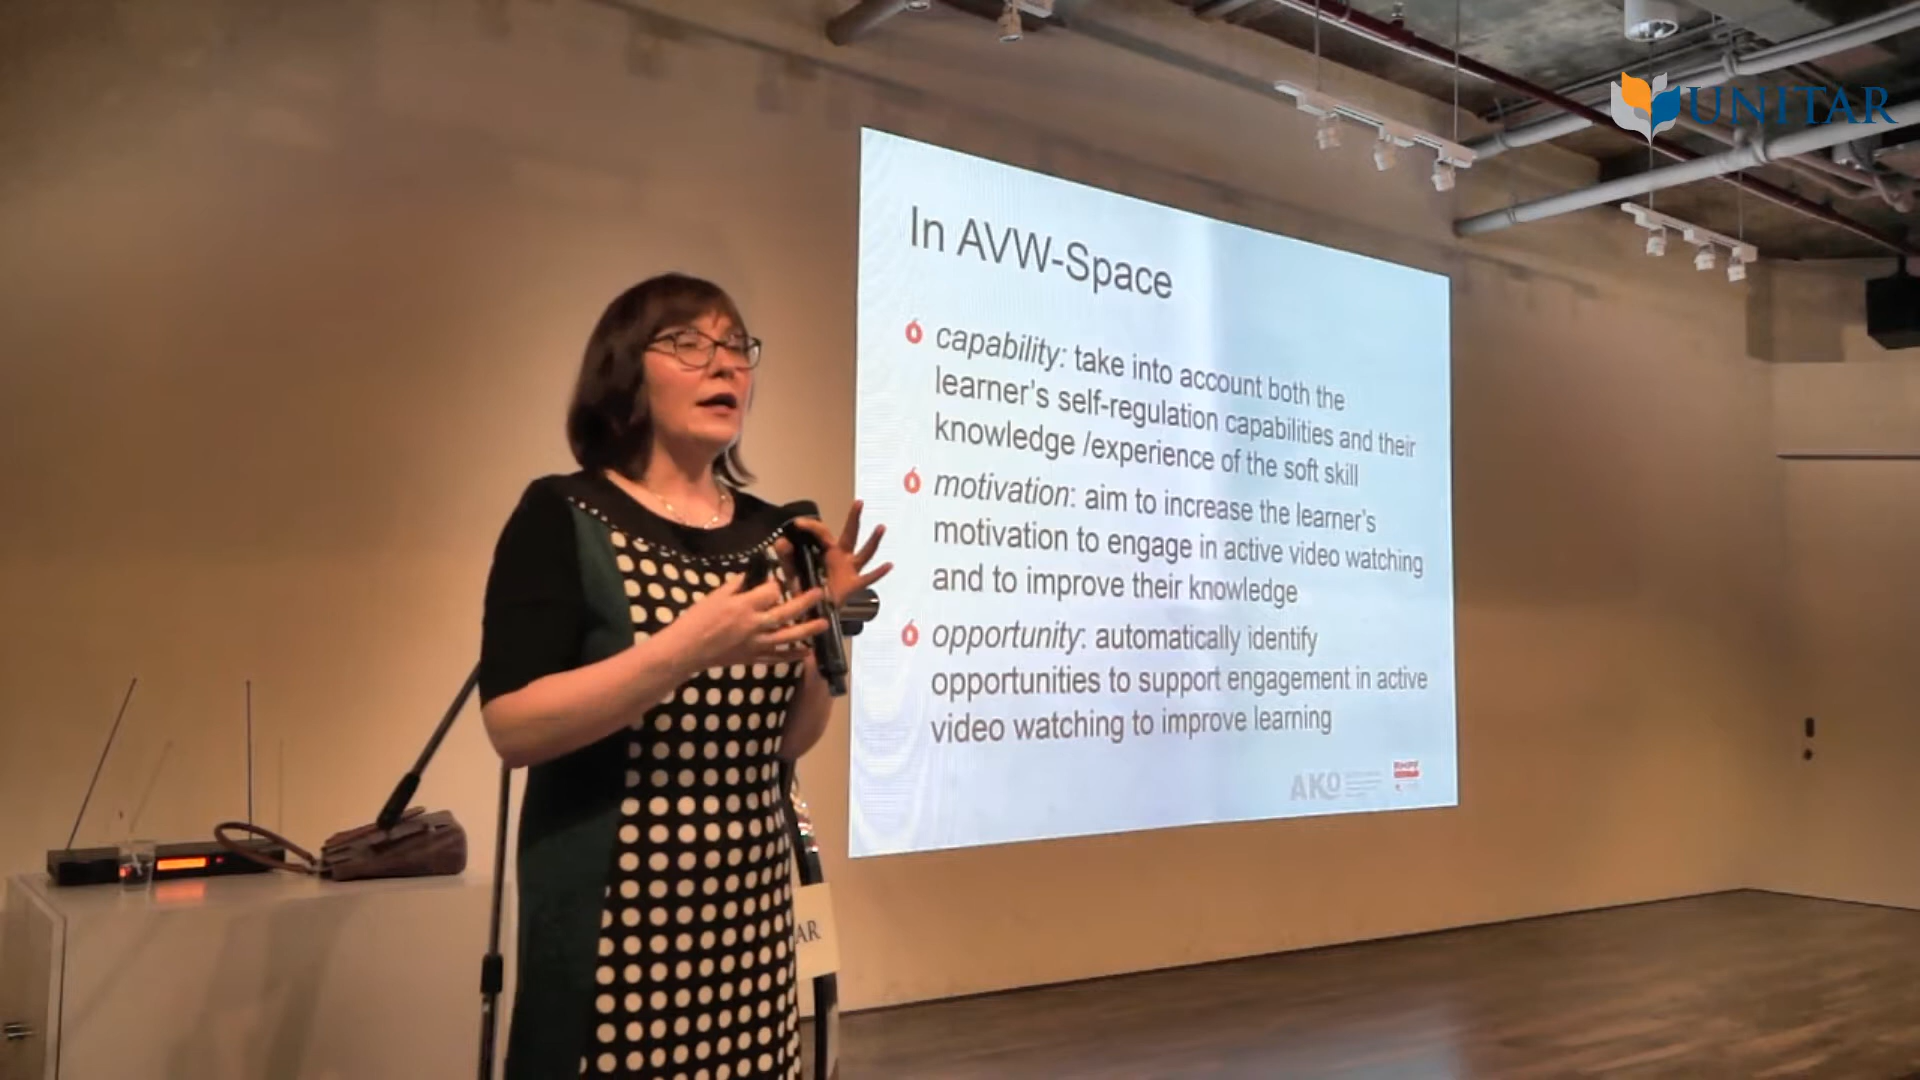 UNITAR
In AVW-Space
capability: take into account both the
learner's self-regulation capabilities and their
knowledge /experience of the soft skill
motivation: aim to increase the learner's
motivation to engage in active video watching
and to improve their knowledge
opportunity: automatically identify
opportunities to support engagement in active
video watching to improve learning
AKO
AR